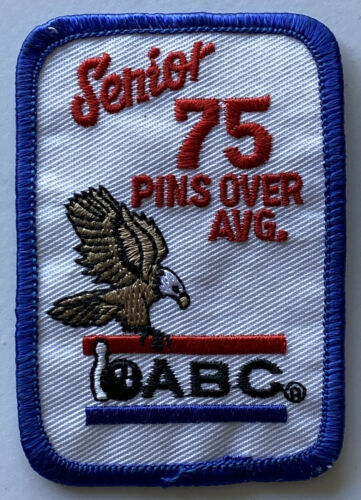 Senior
75
PINS OVER
AVG.
ABC®